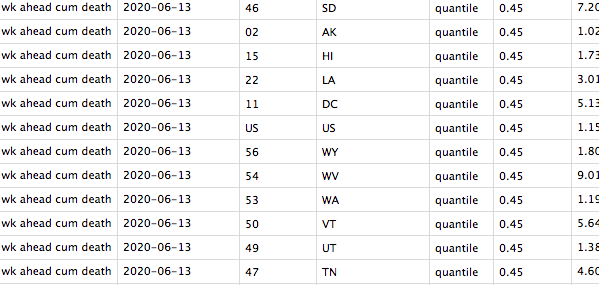 wk ahead cum death 2020-06-13 46 SD quantile 0.45 7.20
wk ahead cum death 2020-06-13 02 AK quantile 0.45 1.02
wk ahead cum death 2020-06-13 15 HI quantile 0.45 1.73
wk ahead cum death 2020-06-13 22 LA quantile 0.45 3.01
wk ahead cum death 2020-06-13 11 DC quantile 0.45 5.13
wk ahead cum death 2020-06-13 US US quantile 0.45 1.15
wk ahead cum death 2020-06-13 56 WY quantile 0.45 1.80
wk ahead cum death 2020-06-13 54 WV quantile 0.45 9.01
wk ahead cum death 2020-06-13 53 WA quantile 0.45 1.19
wk ahead cum death 2020-06-13 50 VT quantile 0.45 5.64
wk ahead cum death 2020-06-13 49 UT quantile 0.45 1.38
wk ahead cum death 2020-06-13 47 TN quantile 0.45 4.60